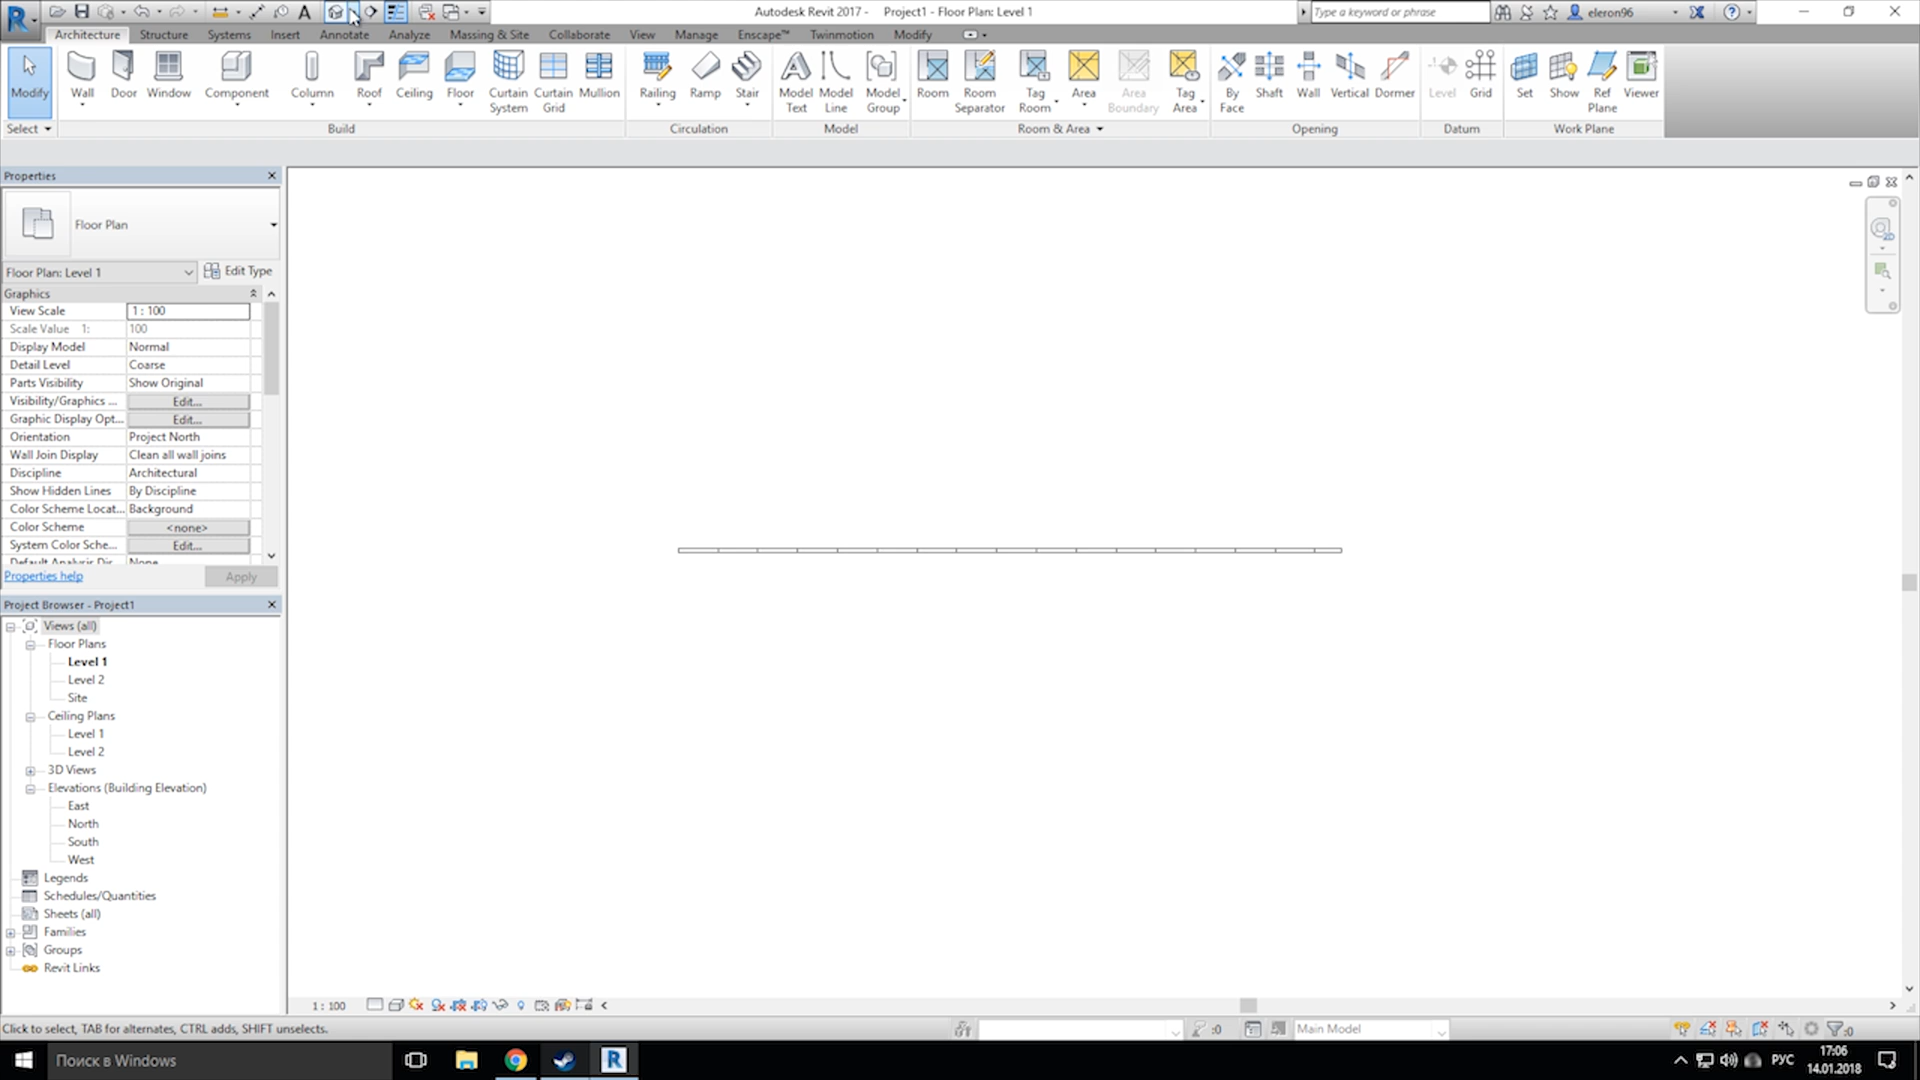 Autodesk Revit 2017 - Project1 - Floor Plan: Level 1
Type a keyword or phrase
eleron96
Architecture Structure Systems Insert Annotate Analyze Massing & Site Collaborate View Manage Enscape™ Twinmotion Modify
Modify Wall Door Window Component Column Roof Ceiling Floor Curtain System Curtain Grid Mullion Railing Ramp Stair Model Text Model Line Model Group Room Room Separator Tag Room Area Area Boundary Tag Area By Face Shaft Wall Vertical Dormer Level Grid Set Show Ref Plane Viewer
Select Build Circulation Model Room & Area Opening Datum Work Plane
Properties
Floor Plan
Floor Plan: Level 1 Edit Type
Graphics
View Scale 1 : 100
Scale Value 1: 100
Display Model Normal
Detail Level Coarse
Parts Visibility Show Original
Visibility/Graphics ... Edit...
Graphic Display Opt... Edit...
Orientation Project North
Wall Join Display Clean all wall joins
Discipline Architectural
Show Hidden Lines By Discipline
Color Scheme Locat... Background
Color Scheme <none>
System Color Sche... Edit...
Default Analysis Dis... None
Properties help Apply
Project Browser - Project1
Views (all)
Floor Plans
Level 1
Level 2
Site
Ceiling Plans
Level 1
Level 2
3D Views
Elevations (Building Elevation)
East
North
South
West
Legends
Schedules/Quantities
Sheets (all)
Families
Groups
Revit Links
1 : 100
Click to select, TAB for alternates, CTRL adds, SHIFT unselects.
:0
Main Model
:0
Поиск в Windows
РУС
17:06
14.01.2018